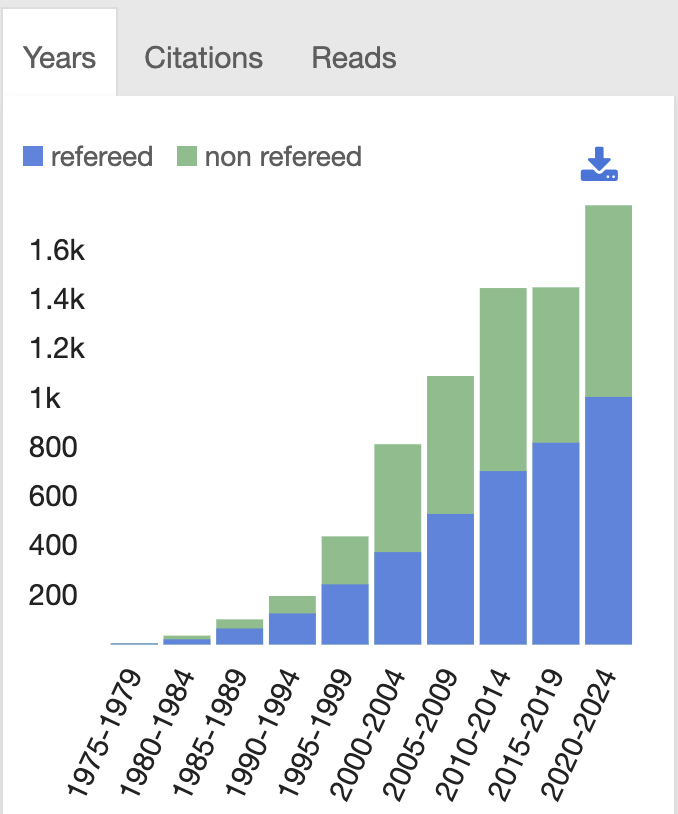 Years Citations Reads
refereed non refereed
1.6k
1.4k
1.2k
1k
800
600
400
200
1975-1979
1980-1984
1985-1989
1990-1994
1995-1999
2000-2004
2005-2009
2010-2014
2015-2019
2020-2024